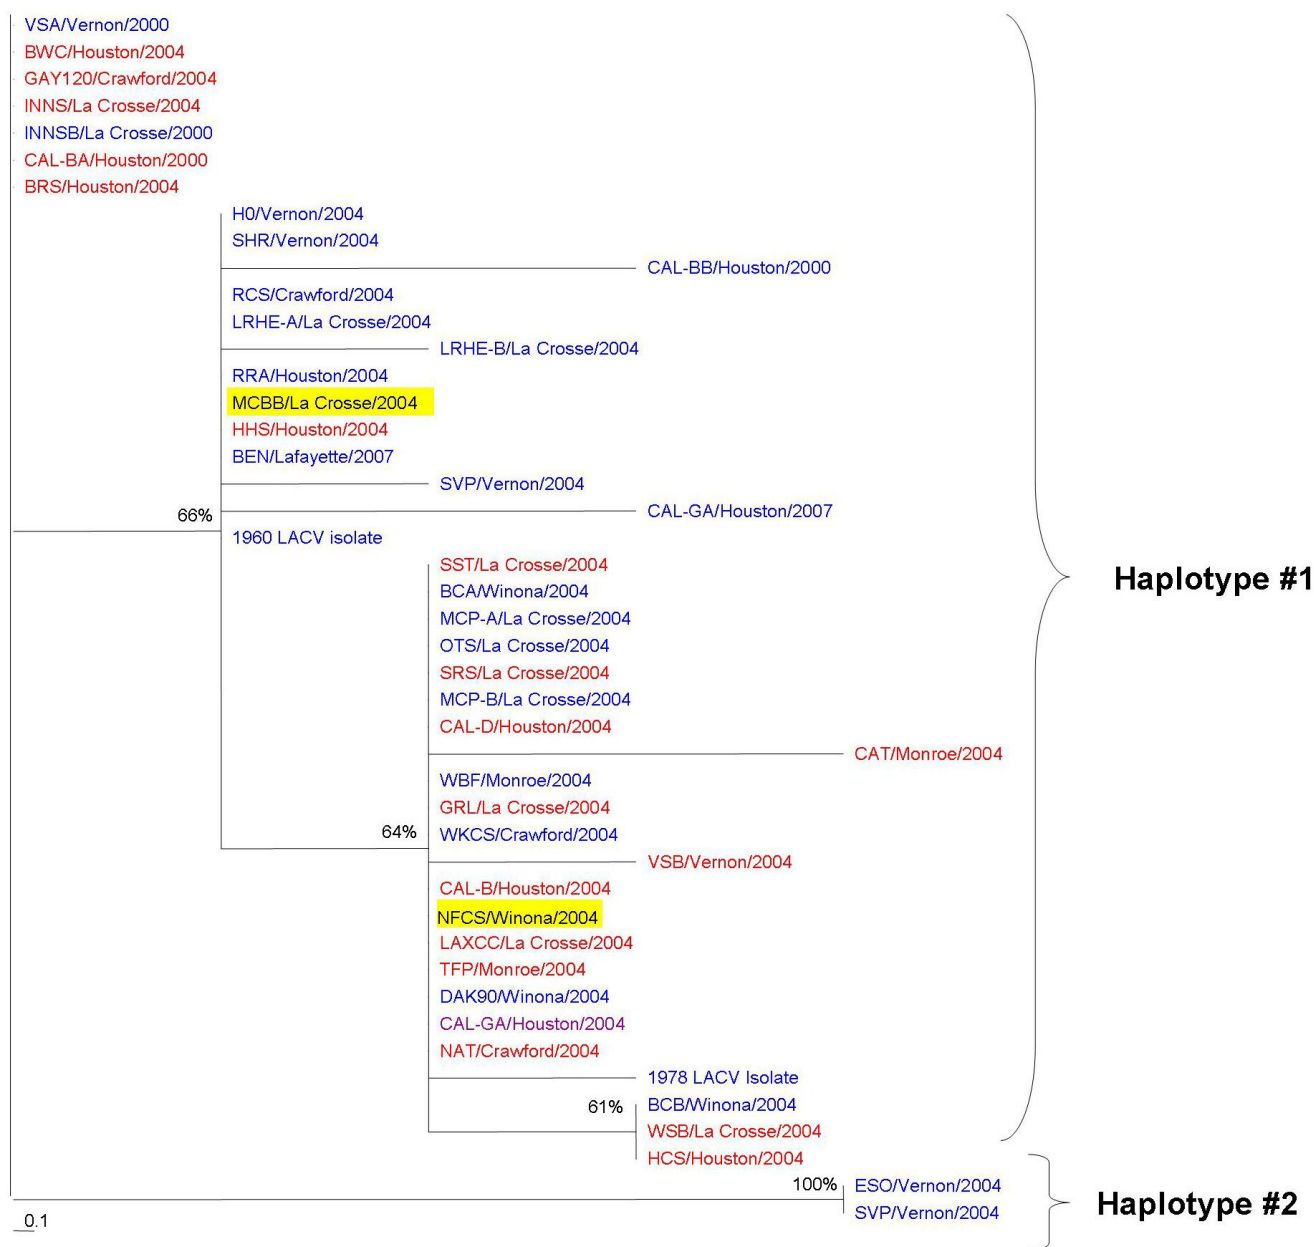 VSA/Vernon/2000
BWC/Houston/2004
GAY120/Crawford/2004
INNS/La Crosse/2004
INNSB/La Crosse/2000
CAL-BA/Houston/2000
BRS/Houston/2004
H0/Vernon/2004
SHR/Vernon/2004
CAL-BB/Houston/2000
RCS/Crawford/2004
LRHE-A/La Crosse/2004
LRHE-B/La Crosse/2004
RRA/Houston/2004
MCBB/La Crosse/2004
HHS/Houston/2004
BEN/Lafayette/2007
SVP/Vernon/2004
CAL-GA/Houston/2007
66%
1960 LACV isolate
SST/La Crosse/2004
Haplotype #1
BCA/Winona/2004
MCP-A/La Crosse/2004
OTS/La Crosse/2004
SRS/La Crosse/2004
MCP-B/La Crosse/2004
CAL-D/Houston/2004
CAT/Monroe/2004
WBF/Monroe/2004
GRL/La Crosse/2004
64%
WKCS/Crawford/2004
VSB/Vernon/2004
CAL-B/Houston/2004
NFCS/Winona/2004
LAXCC/La Crosse/2004
TFP/Monroe/2004
DAK90/Winona/2004
CAL-GA/Houston/2004
NAT/Crawford/2004
1978 LACV Isolate
61%
BCB/Winona/2004
WSB/La Crosse/2004
HCS/Houston/2004
100%
ESO/Vernon/2004
Haplotype #2
SVP/Vernon/2004
0.1